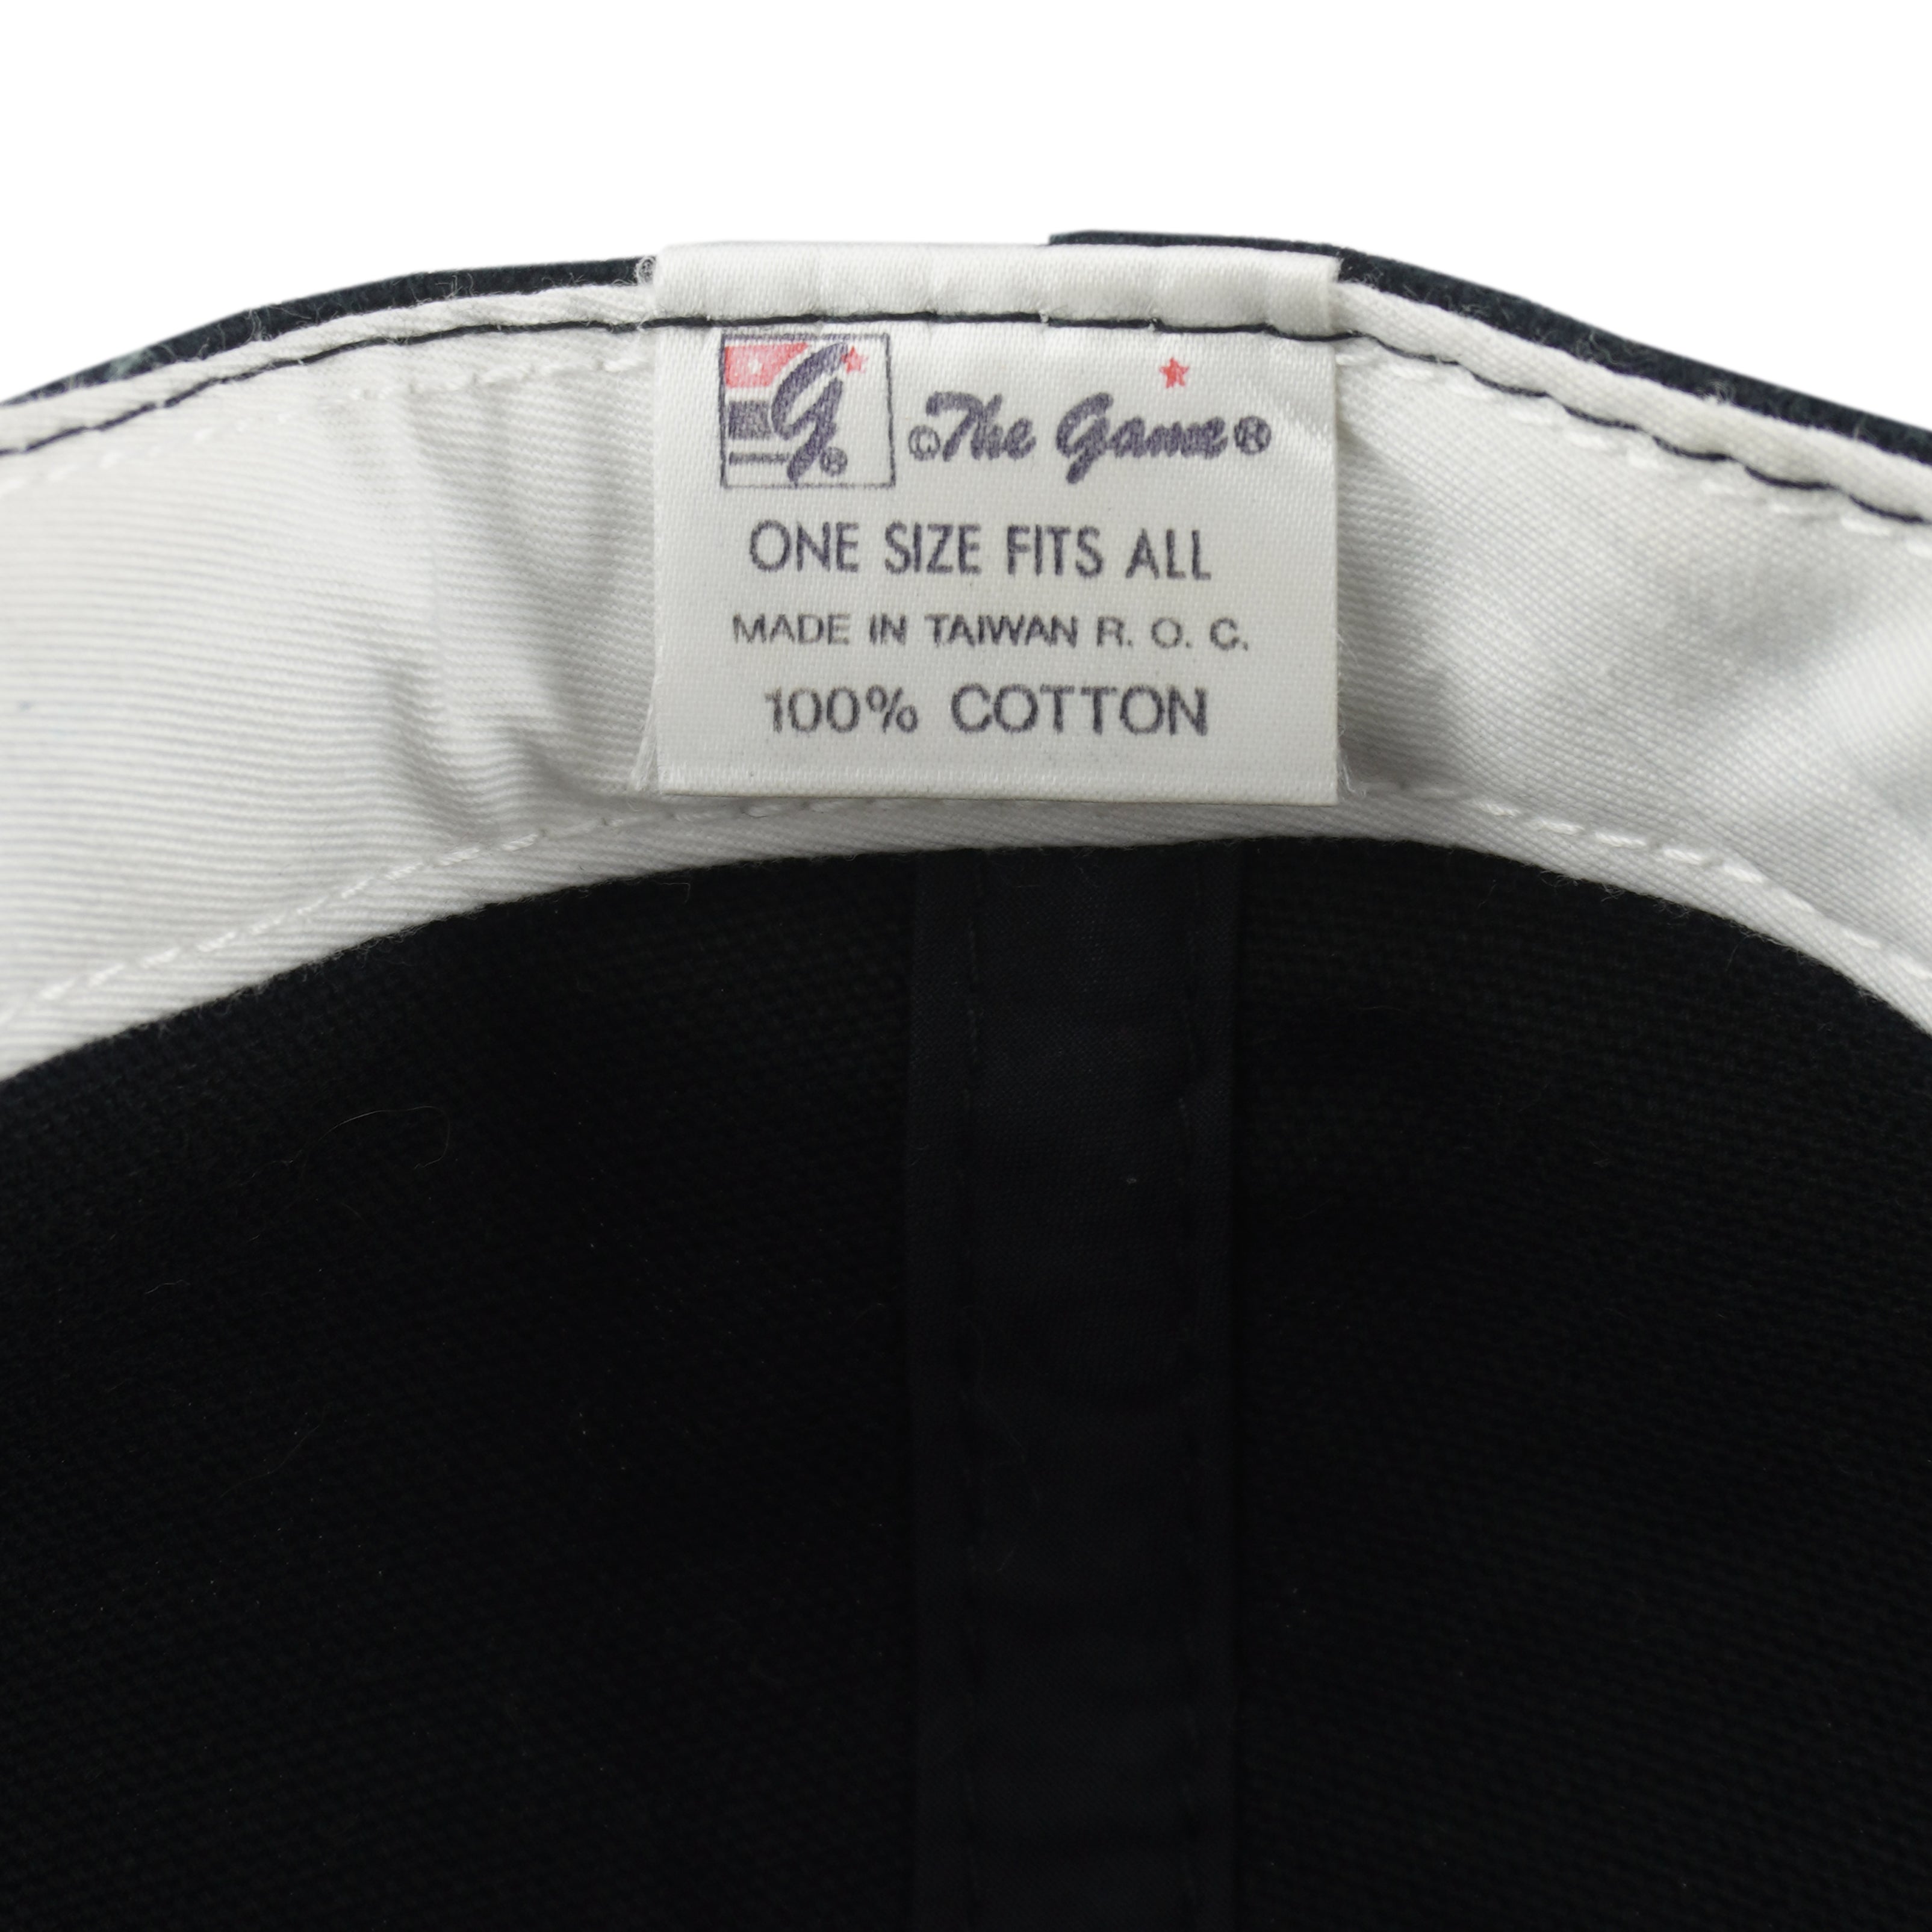 G®
©The Game®
ONE SIZE FITS ALL
MADE IN TAIWAN R. O. C.
100% COTTON